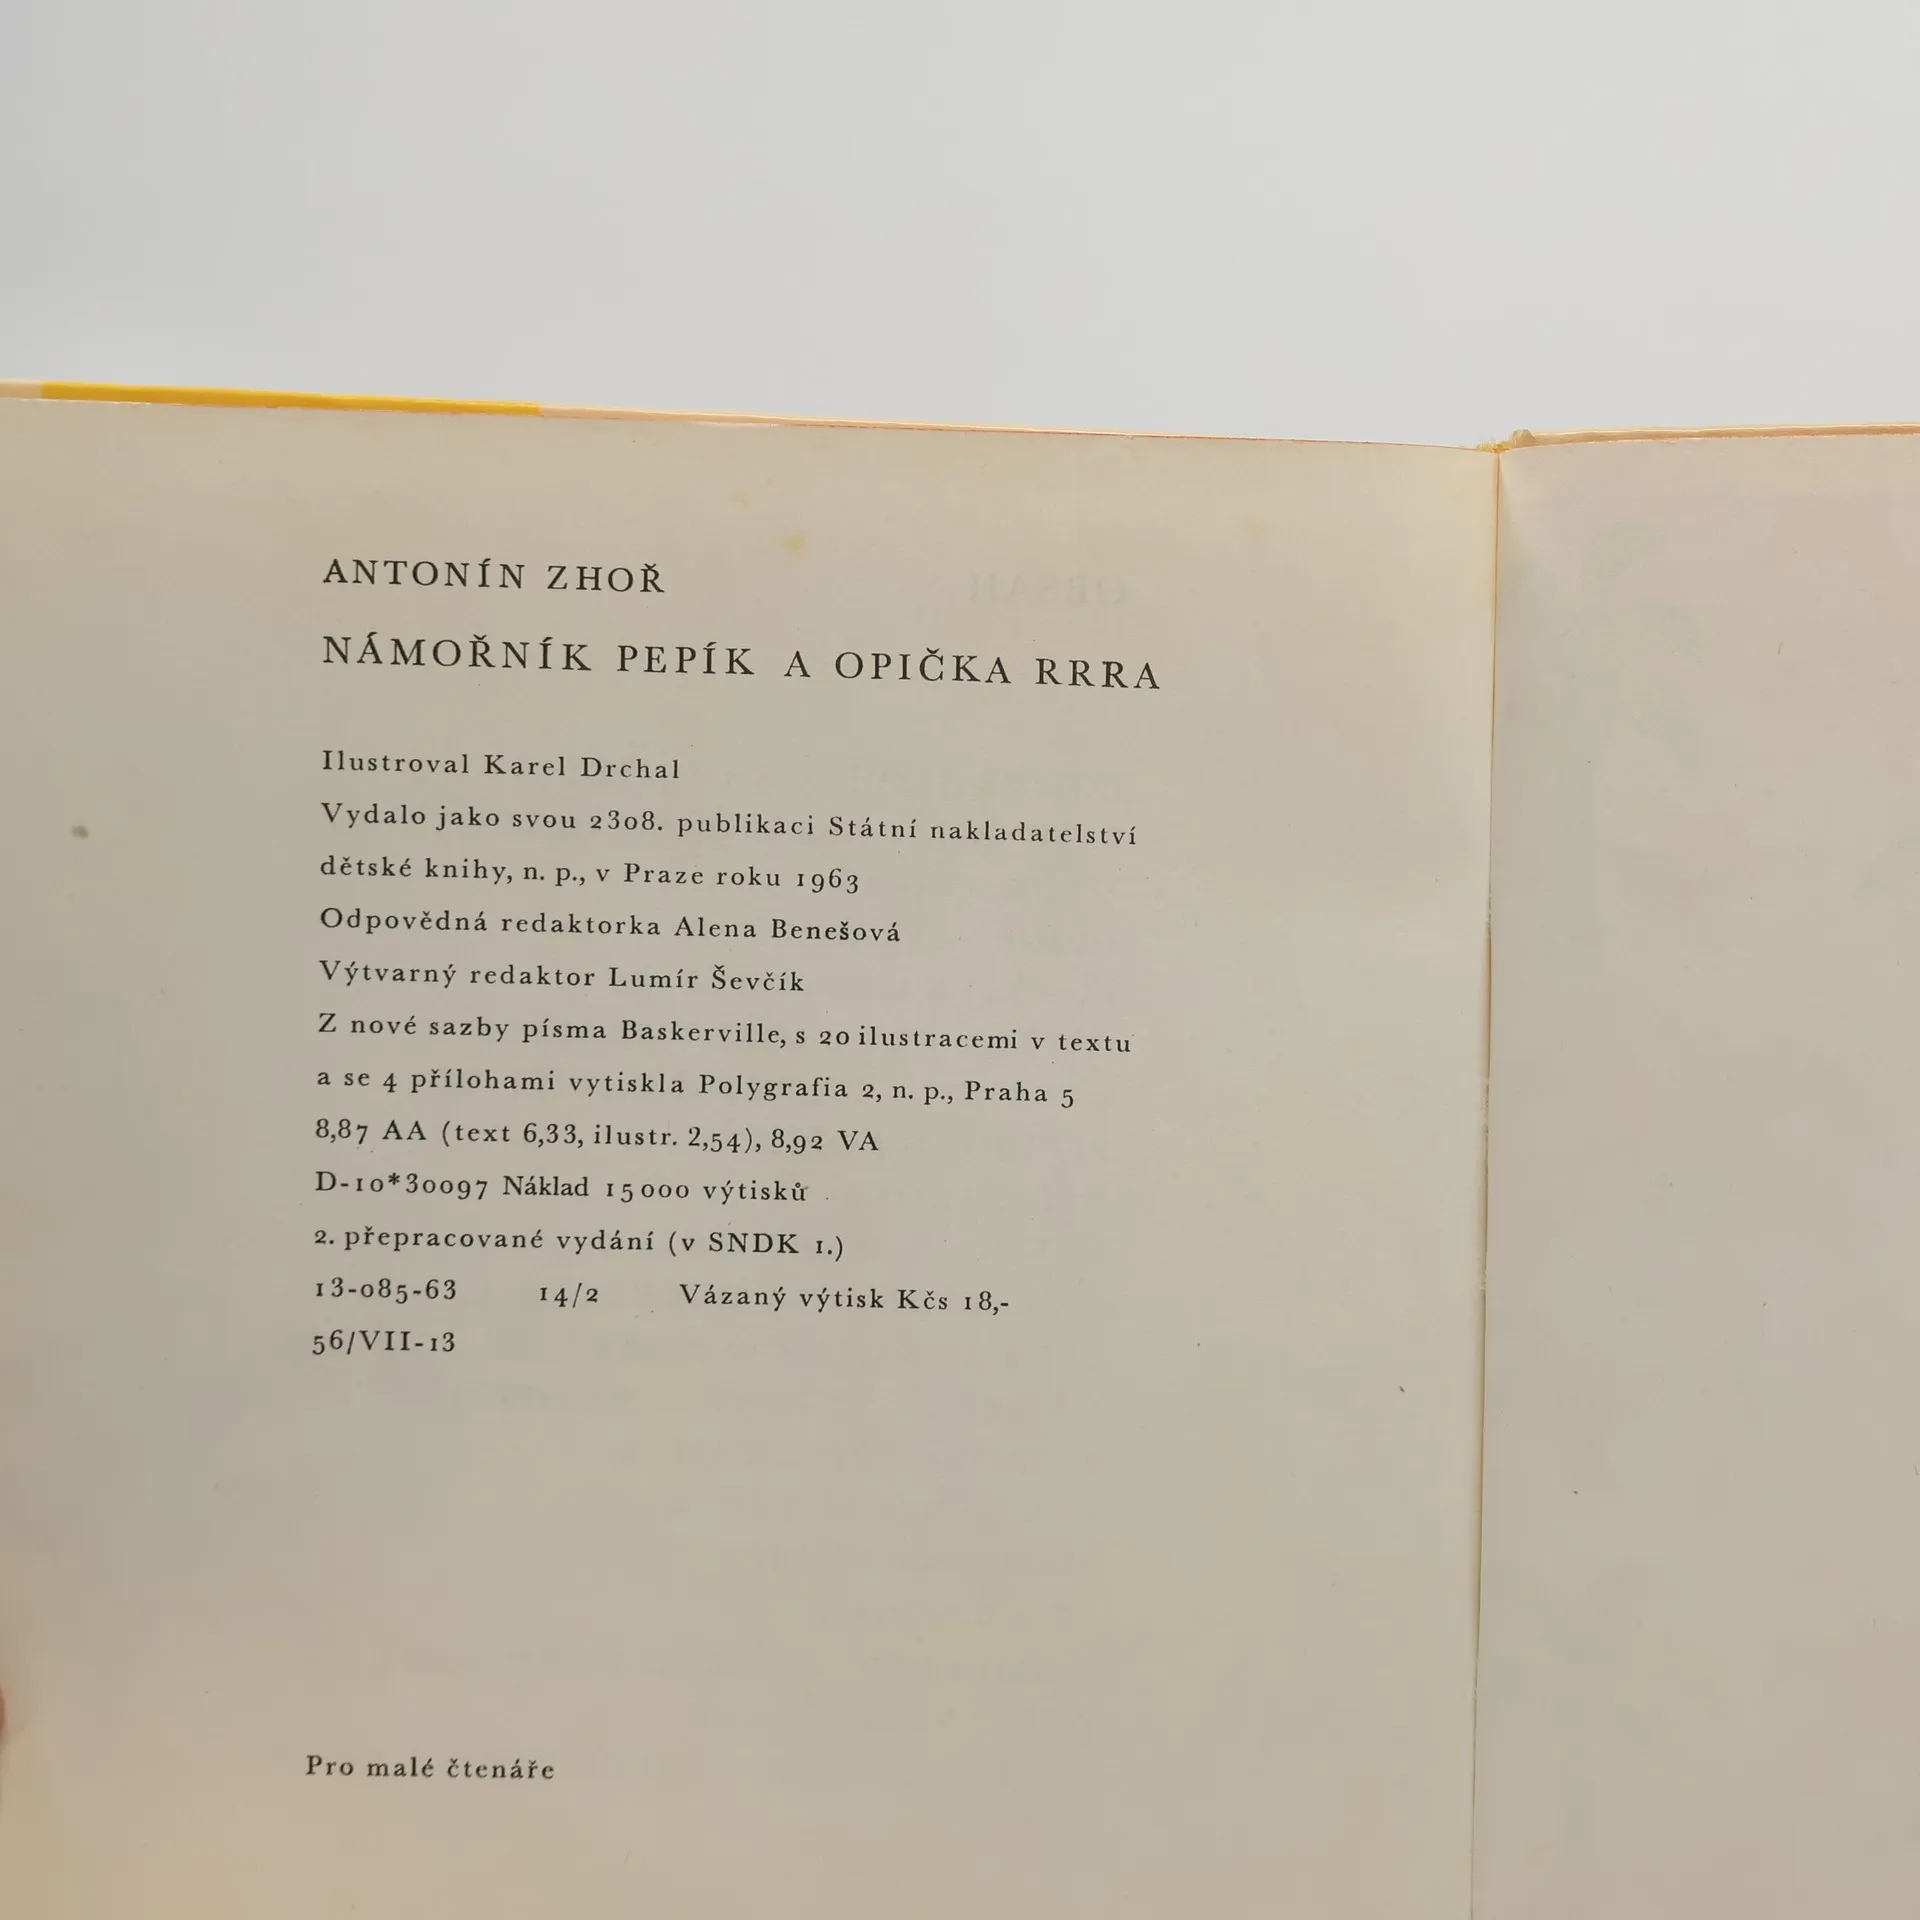 ANTONÍN ZHOŘ
NÁMOŘNÍK PEPÍK A OPIČKA RRRA
Ilustroval Karel Drchal
Vydalo jako svou 2308. publikaci Státní nakladatelství
dětské knihy, n. p., v Praze roku 1963
Odpovědná redaktorka Alena Benešová
Výtvarný redaktor Lumír Ševčík
Z nové sazby písma Baskerville, s 20 ilustracemi v textu
a se 4 přílohami vytiskla Polygrafia 2, n. p., Praha 5
8,87 AA (text 6,33, ilustr. 2,54), 8,92 VA
D-10*30097 Náklad 15000 výtisků
2. přepracované vydání (v SNDK 1.)
13-085-63 14/2 Vázaný výtisk Kčs 18,-
56/VII-13
Pro malé čtenáře